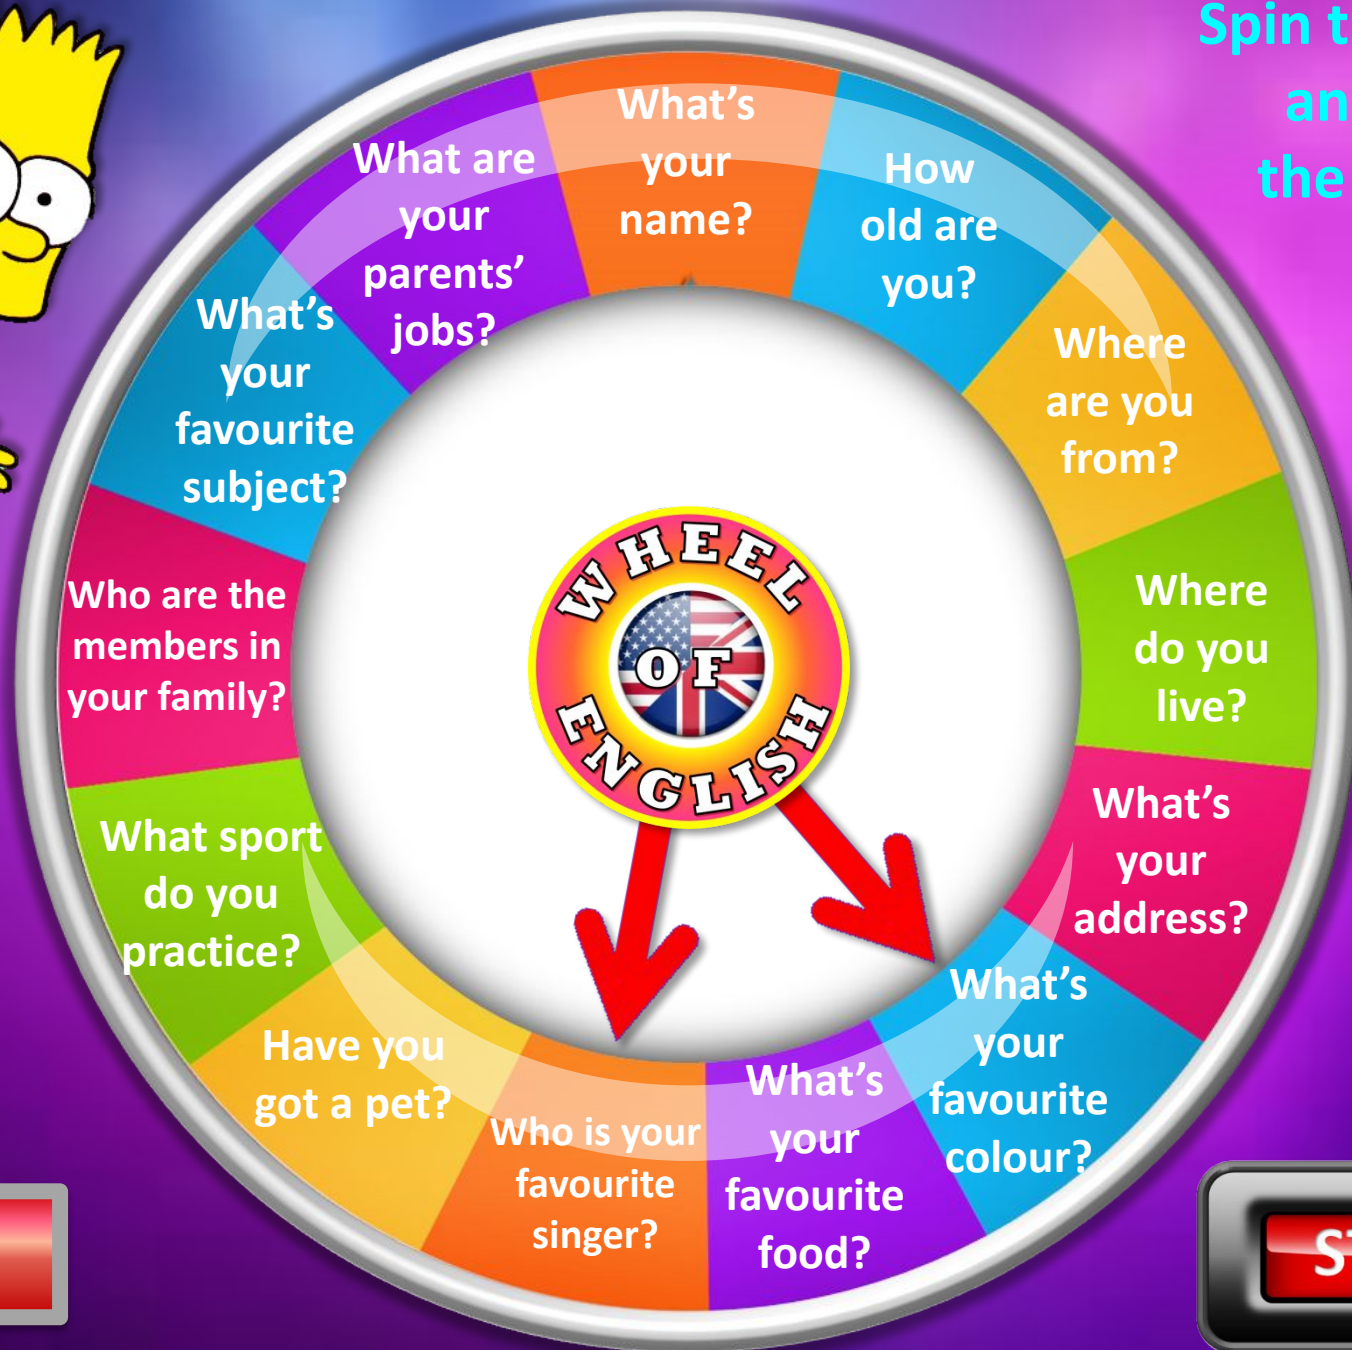 Spin
an
the
What's
your
name?
How
old are
you?
Where
are you
from?
Where
do you
live?
What's
your
address?
What's
your
favourite
colour?
What's
your
favourite
food?
Who is your
favourite
singer?
Have you
got a pet?
What sport
do you
practice?
Who are the
members in
your family?
What's
your
favourite
subject?
What are
your
parents'
jobs?
WHEEL
OF
ENGLISH